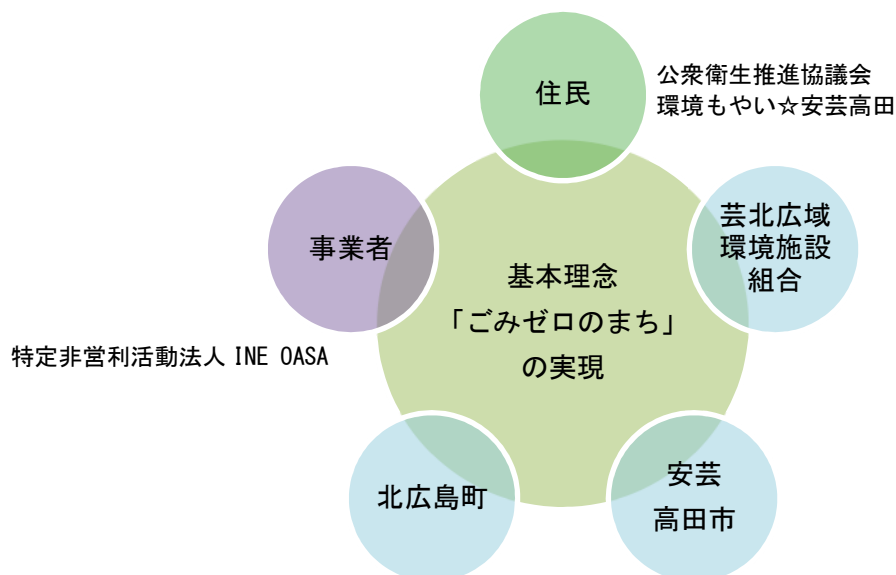 住民
公衆衛生推進協議会
環境もやい☆安芸高田
事業者
芸北広域
環境施設
組合
基本理念
「ごみゼロのまち」
の実現
特定非営利活動法人 INE OASA
北広島町
安芸
高田市